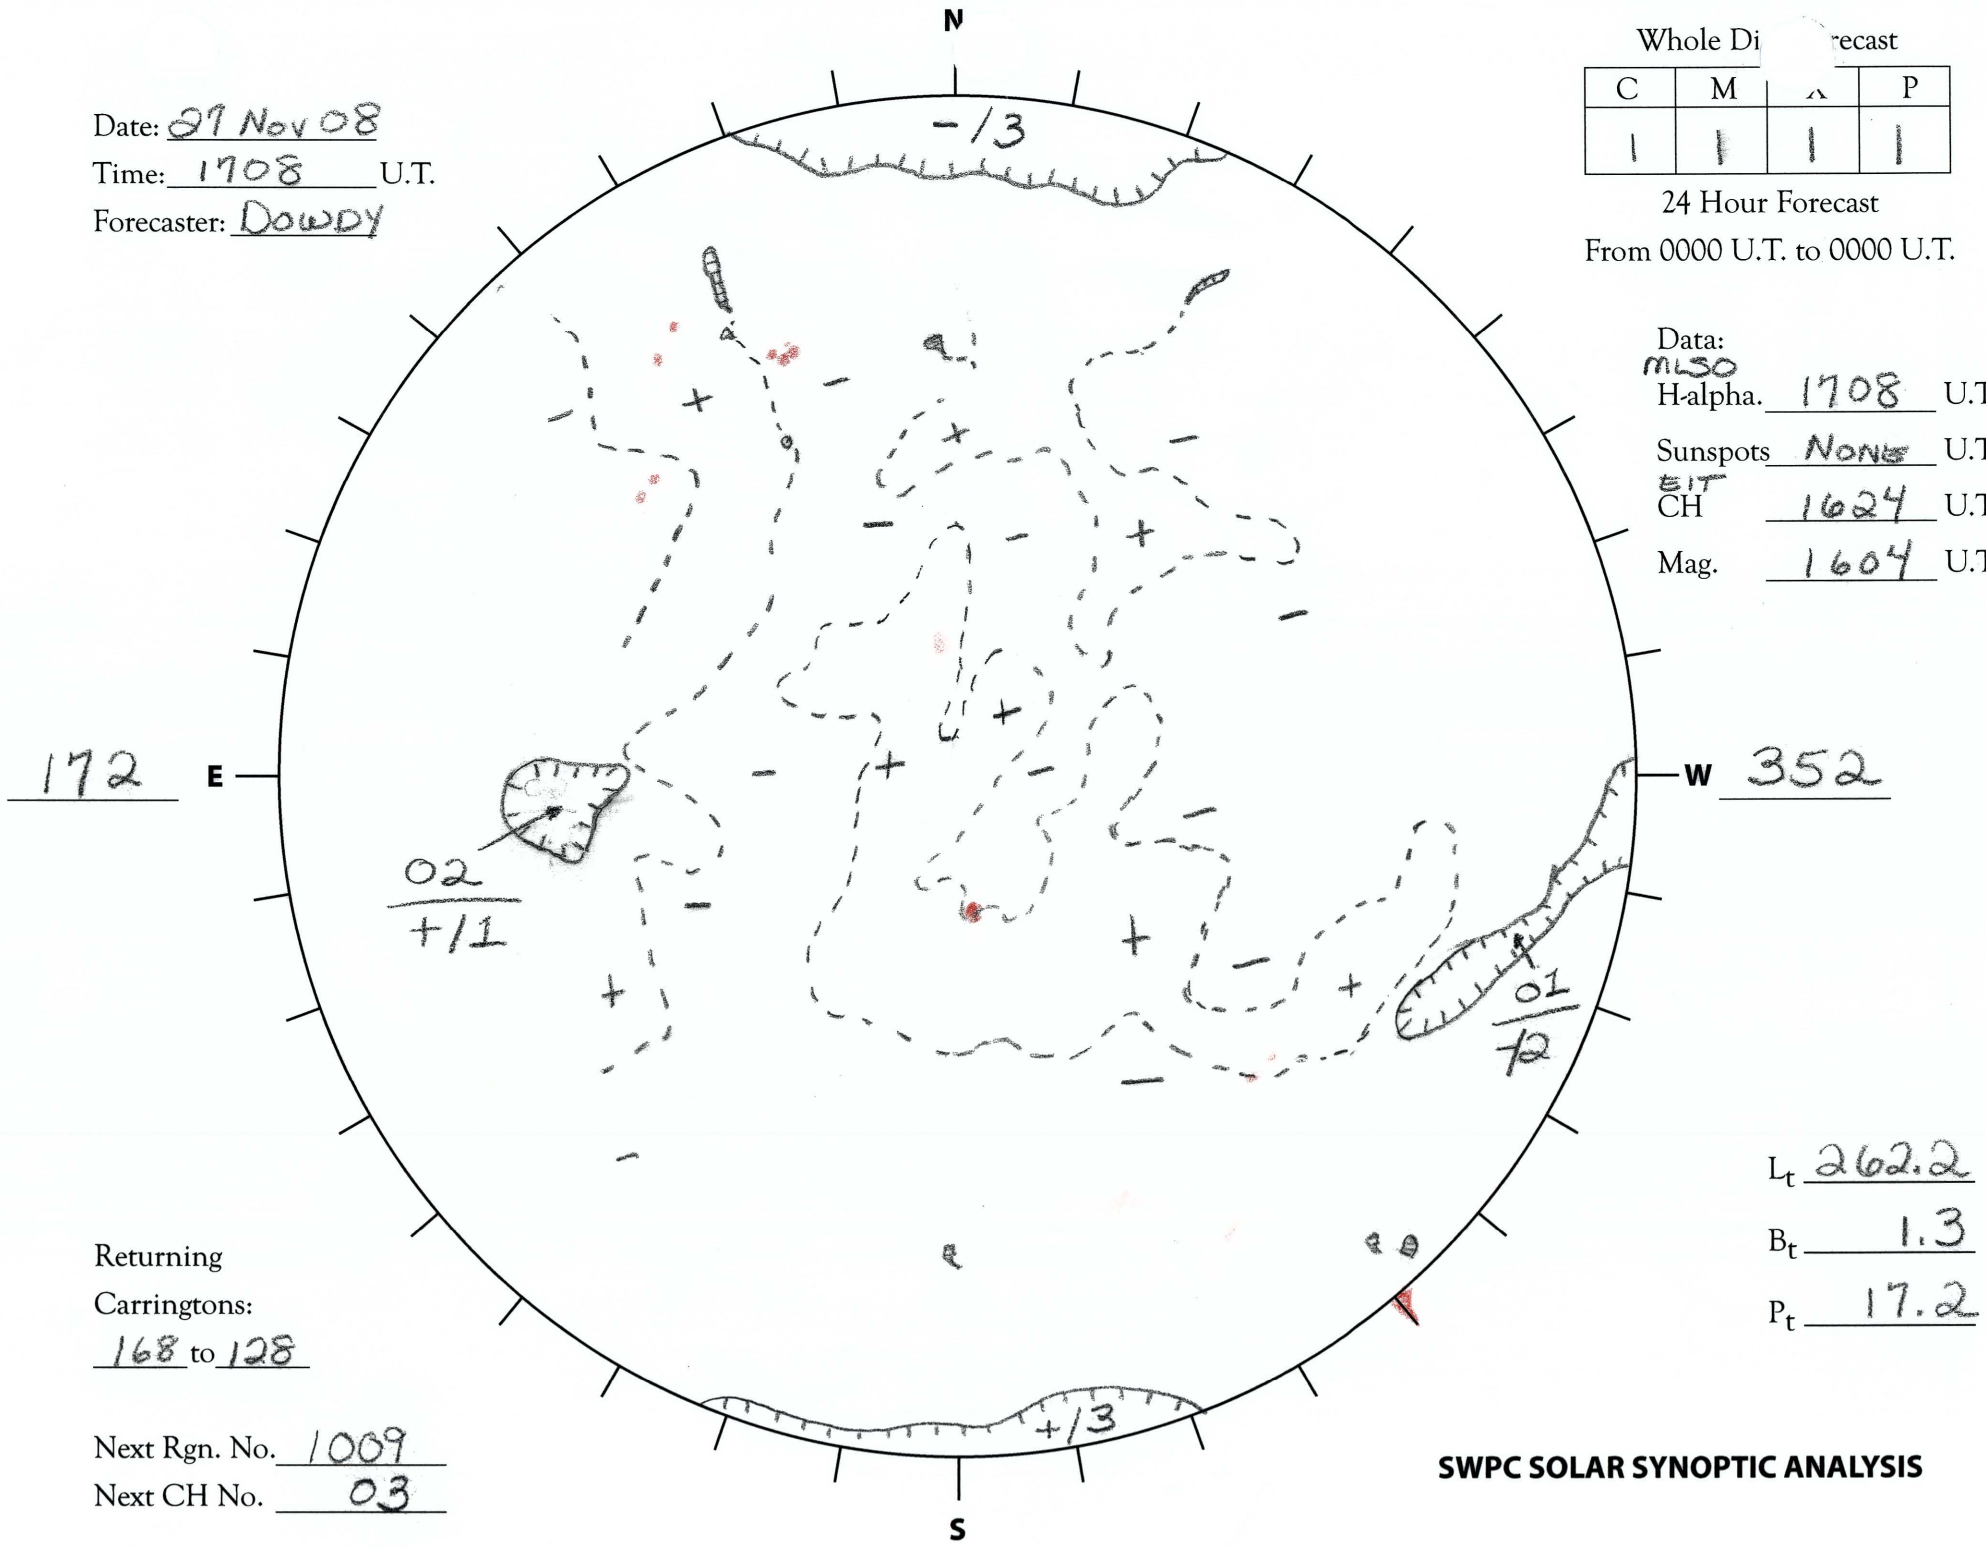 N
Whole Di recast
C M X P
1 1 1 1
24 Hour Forecast
From 0000 U.T. to 0000 U.T.
Date: 27 Nov 08
Time: 1708 U.T.
Forecaster: DOWDY
-/3
Data:
MLSO
H-alpha. 1708 U.T
Sunspots NONE U.T
EIT
CH 1624 U.T
Mag. 1604 U.T
172 E
W 352
02
+/1
01
-/2
Lt 262.2
Bt 1.3
Pt 17.2
Returning
Carringtons:
168 to 128
Next Rgn. No. 1009
Next CH No. 03
+/3
SWPC SOLAR SYNOPTIC ANALYSIS
S